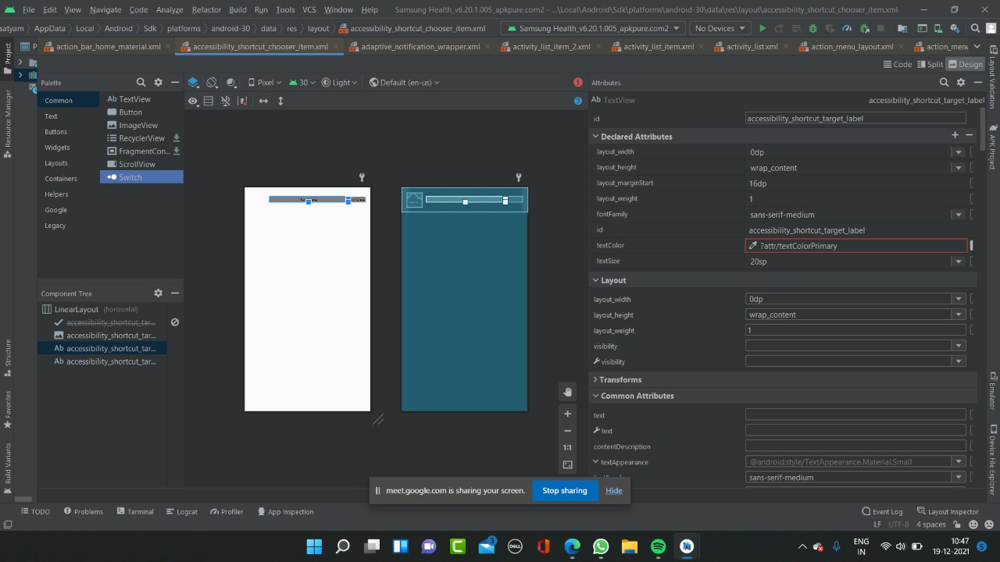 File Edit View Navigate Code Analyze Refactor Build Run Tools VCS Window Help Samsung Health_v6.20.1.005_apkpure.com2 - ...\Local\Android\Sdk\platforms\android-30\data\res\layout\accessibility_shortcut_chooser_item.xml
satyam AppData Local Android Sdk platforms android-30 data res layout accessibility_shortcut_chooser_item.xml Samsung Health_v6.20.1.005_apkpure.com2 No Devices
Project P action_bar_home_material.xml accessibility_shortcut_chooser_item.xml adaptive_notification_wrapper.xml activity_list_item_2.xml activity_list_item.xml activity_list.xml action_menu_layout.xml action_menu
Code Split Design
Palette Pixel 30 Light Default (en-us) Attributes
Common TextView Ab TextView accessibility_shortcut_target_label
Text Button id accessibility_shortcut_target_label
Buttons ImageView
Widgets RecyclerView
Layouts FragmentCon...
Containers ScrollView
Helpers Switch
Google
Legacy
Declared Attributes
layout_width 0dp
layout_height wrap_content
layout_marginStart 16dp
layout_weight 1
fontFamily sans-serif-medium
id accessibility_shortcut_target_label
textColor ?attr/textColorPrimary
textSize 20sp
Layout
layout_width 0dp
layout_height wrap_content
layout_weight 1
visibility
visibility
Transforms
Common Attributes
text
text
contentDescription
textAppearance @android:style/TextAppearance.Material.Small
sans-serif-medium
Component Tree
LinearLayout (horizontal)
accessibility_shortcut_tar...
accessibility_shortcut_tar...
Ab accessibility_shortcut_tar...
Ab accessibility_shortcut_tar...
1:1
Resource Manager
Structure
Favorites
Build Variants
Layout Validation
APK Project
Emulator
Device File Explorer
meet.google.com is sharing your screen. Stop sharing Hide
TODO Problems Terminal Logcat Profiler App Inspection Event Log Layout Inspector
LF UTF-8 4 spaces
3 DELL ENG IN 10:47 19-12-2021 5